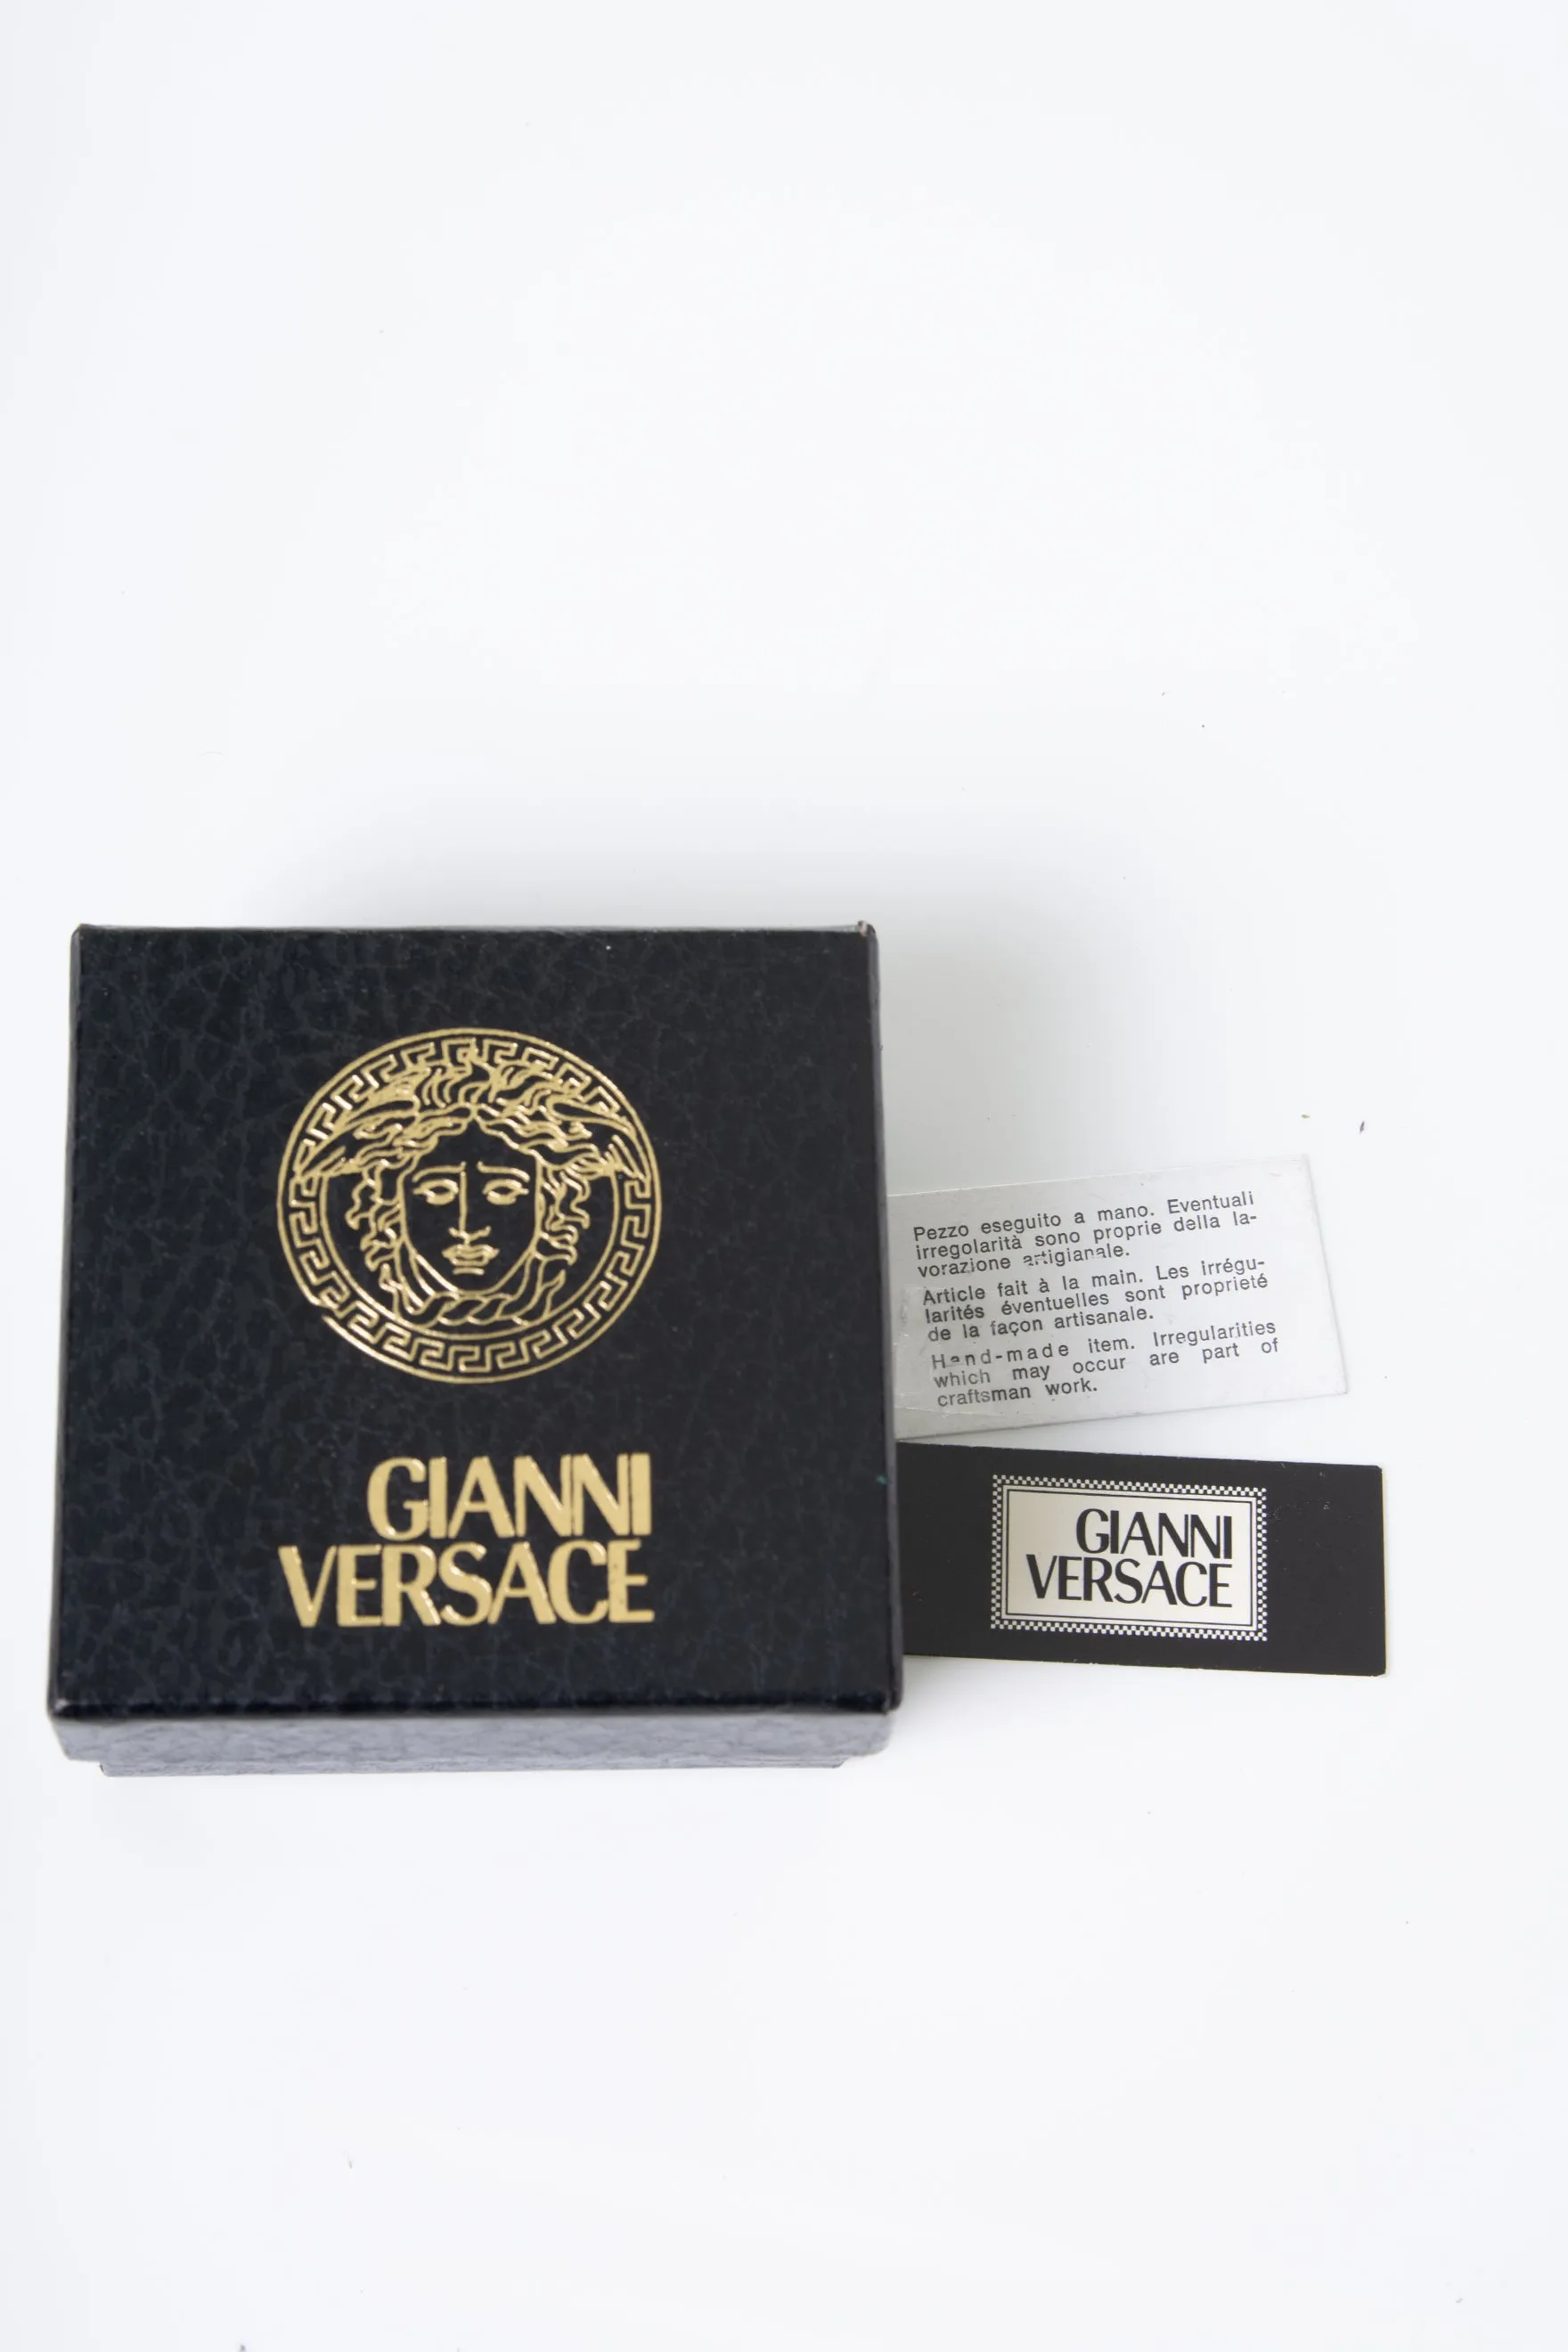 GIANNI
VERSACE
Pezzo eseguito a mano. Eventuali
irregolarità sono proprie della la-
vorazione artigianale.
Article fait à la main. Les irrégu-
larités éventuelles sont proprieté
de la façon artisanale.
Hand-made item. Irregularities
which may occur are part of
craftsman work.
GIANNI
VERSACE